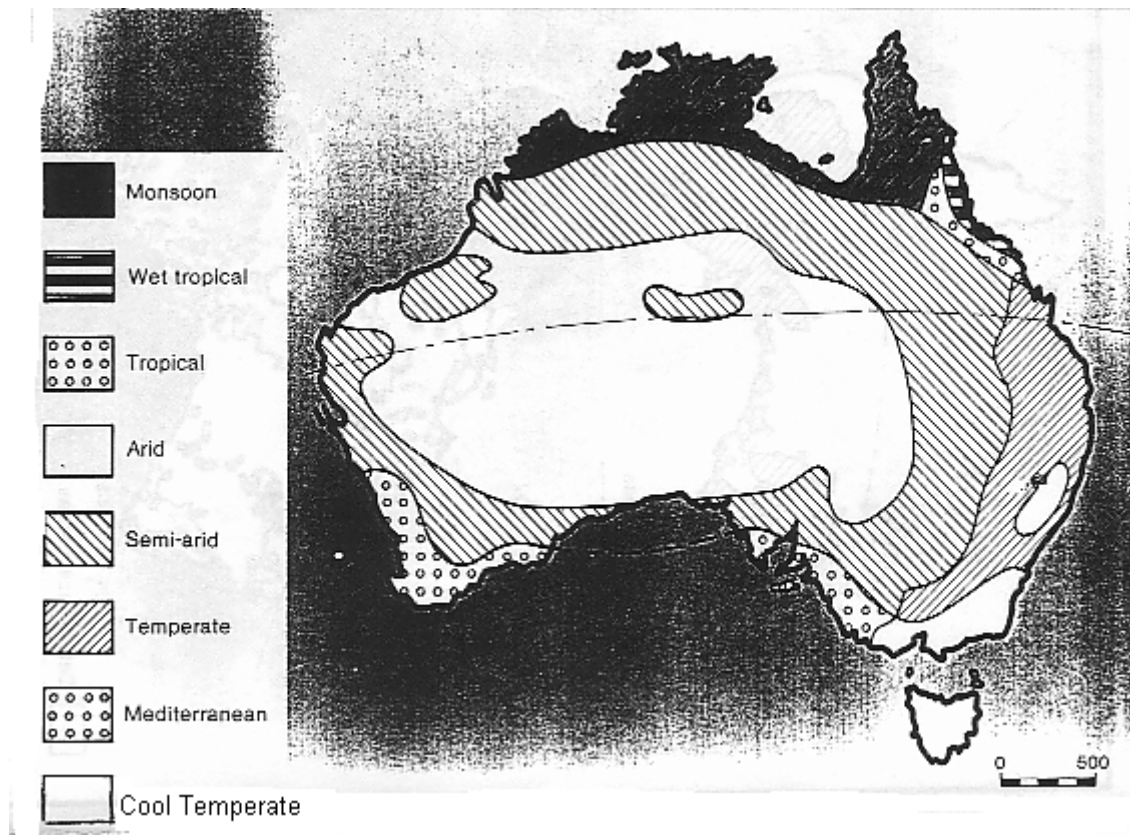 Monsoon
Wet tropical
Tropical
Arid
Semi-arid
Temperate
Mediterranean
Cool Temperate
0 500